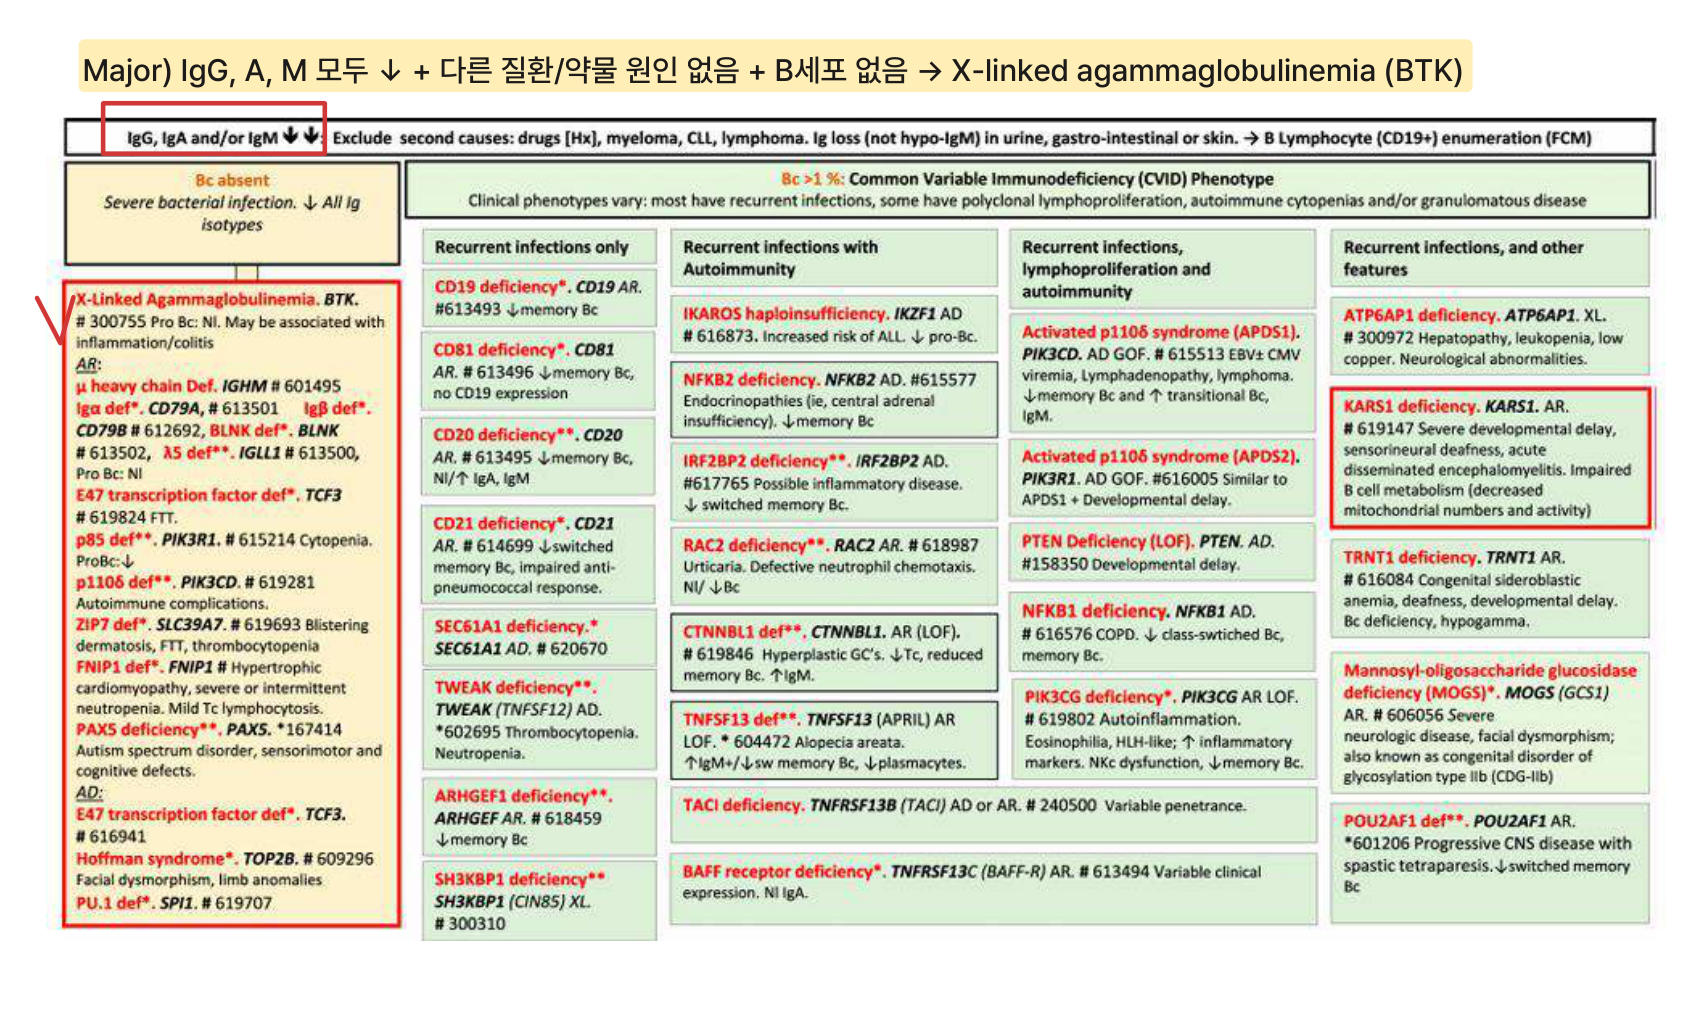 Major) IgG, A, M 모두 ↓ + 다른 질환/약물 원인 없음 + B세포 없음 → X-linked agammaglobulinemia (BTK)
IgG, IgA and/or IgM 🡻 🡻: Exclude second causes: drugs [Hx], myeloma, CLL, lymphoma. Ig loss (not hypo-IgM) in urine, gastro-intestinal or skin. → B Lymphocyte (CD19+) enumeration (FCM)
Bc absent
Severe bacterial infection. ↓ All Ig
isotypes
X-Linked Agammaglobulinemia. BTK.
# 300755 Pro Bc: Nl. May be associated with
inflammation/colitis
AR:
µ heavy chain Def. IGHM # 601495
Igα def*. CD79A, # 613501 Igβ def*.
CD79B # 612692, BLNK def*. BLNK
# 613502, λ5 def**. IGLL1 # 613500,
Pro Bc: Nl
E47 transcription factor def*. TCF3
# 619824 FTT.
p85 def**. PIK3R1. # 615214 Cytopenia.
ProBc:↓
p110δ def**. PIK3CD. # 619281
Autoimmune complications.
ZIP7 def*. SLC39A7. # 619693 Blistering
dermatosis, FTT, thrombocytopenia
FNIP1 def*. FNIP1 # Hypertrophic
cardiomyopathy, severe or intermittent
neutropenia. Mild Tc lymphocytosis.
PAX5 deficiency**. PAX5. *167414
Autism spectrum disorder, sensorimotor and
cognitive defects.
AD:
E47 transcription factor def*. TCF3.
# 616941
Hoffman syndrome*. TOP2B. # 609296
Facial dysmorphism, limb anomalies
PU.1 def*. SPI1. # 619707
Bc >1 %: Common Variable Immunodeficiency (CVID) Phenotype
Clinical phenotypes vary: most have recurrent infections, some have polyclonal lymphoproliferation, autoimmune cytopenias and/or granulomatous disease
Recurrent infections only
CD19 deficiency*. CD19 AR.
#613493 ↓memory Bc
CD81 deficiency*. CD81
AR. # 613496 ↓memory Bc,
no CD19 expression
CD20 deficiency**. CD20
AR. # 613495 ↓memory Bc,
Nl/↑ IgA, IgM
CD21 deficiency*. CD21
AR. # 614699 ↓switched
memory Bc, impaired anti-
pneumococcal response.
SEC61A1 deficiency.*
SEC61A1 AD. # 620670
TWEAK deficiency**.
TWEAK (TNFSF12) AD.
*602695 Thrombocytopenia.
Neutropenia.
ARHGEF1 deficiency**.
ARHGEF AR. # 618459
↓memory Bc
SH3KBP1 deficiency**
SH3KBP1 (CIN85) XL.
# 300310
Recurrent infections with
Autoimmunity
IKAROS haploinsufficiency. IKZF1 AD
# 616873. Increased risk of ALL. ↓ pro-Bc.
NFKB2 deficiency. NFKB2 AD. #615577
Endocrinopathies (ie, central adrenal
insufficiency). ↓memory Bc
IRF2BP2 deficiency**. IRF2BP2 AD.
#617765 Possible inflammatory disease.
↓ switched memory Bc.
RAC2 deficiency**. RAC2 AR. # 618987
Urticaria. Defective neutrophil chemotaxis.
Nl/ ↓Bc
CTNNBL1 def**. CTNNBL1. AR (LOF).
# 619846 Hyperplastic GC's. ↓Tc, reduced
memory Bc. ↑IgM.
TNFSF13 def**. TNFSF13 (APRIL) AR
LOF. * 604472 Alopecia areata.
↑IgM+/↓sw memory Bc, ↓plasmacytes.
Recurrent infections,
lymphoproliferation and
autoimmunity
Activated p110δ syndrome (APDS1).
PIK3CD. AD GOF. # 615513 EBV± CMV
viremia, Lymphadenopathy, lymphoma.
↓memory Bc and ↑ transitional Bc,
IgM.
Activated p110δ syndrome (APDS2).
PIK3R1. AD GOF. #616005 Similar to
APDS1 + Developmental delay.
PTEN Deficiency (LOF). PTEN. AD.
#158350 Developmental delay.
NFKB1 deficiency. NFKB1 AD.
# 616576 COPD. ↓ class-swtiched Bc,
memory Bc.
PIK3CG deficiency*. PIK3CG AR LOF.
# 619802 Autoinflammation.
Eosinophilia, HLH-like; ↑ inflammatory
markers. NKc dysfunction, ↓memory Bc.
TACI deficiency. TNFRSF13B (TACI) AD or AR. # 240500 Variable penetrance.
BAFF receptor deficiency*. TNFRSF13C (BAFF-R) AR. # 613494 Variable clinical
expression. Nl IgA.
Recurrent infections, and other
features
ATP6AP1 deficiency. ATP6AP1. XL.
# 300972 Hepatopathy, leukopenia, low
copper. Neurological abnormalities.
KARS1 deficiency. KARS1. AR.
# 619147 Severe developmental delay,
sensorineural deafness, acute
disseminated encephalomyelitis. Impaired
B cell metabolism (decreased
mitochondrial numbers and activity)
TRNT1 deficiency. TRNT1 AR.
# 616084 Congenital sideroblastic
anemia, deafness, developmental delay.
Bc deficiency, hypogamma.
Mannosyl-oligosaccharide glucosidase
deficiency (MOGS)*. MOGS (GCS1)
AR. # 606056 Severe
neurologic disease, facial dysmorphism;
also known as congenital disorder of
glycosylation type IIb (CDG-IIb)
POU2AF1 def**. POU2AF1 AR.
*601206 Progressive CNS disease with
spastic tetraparesis.↓switched memory
Bc